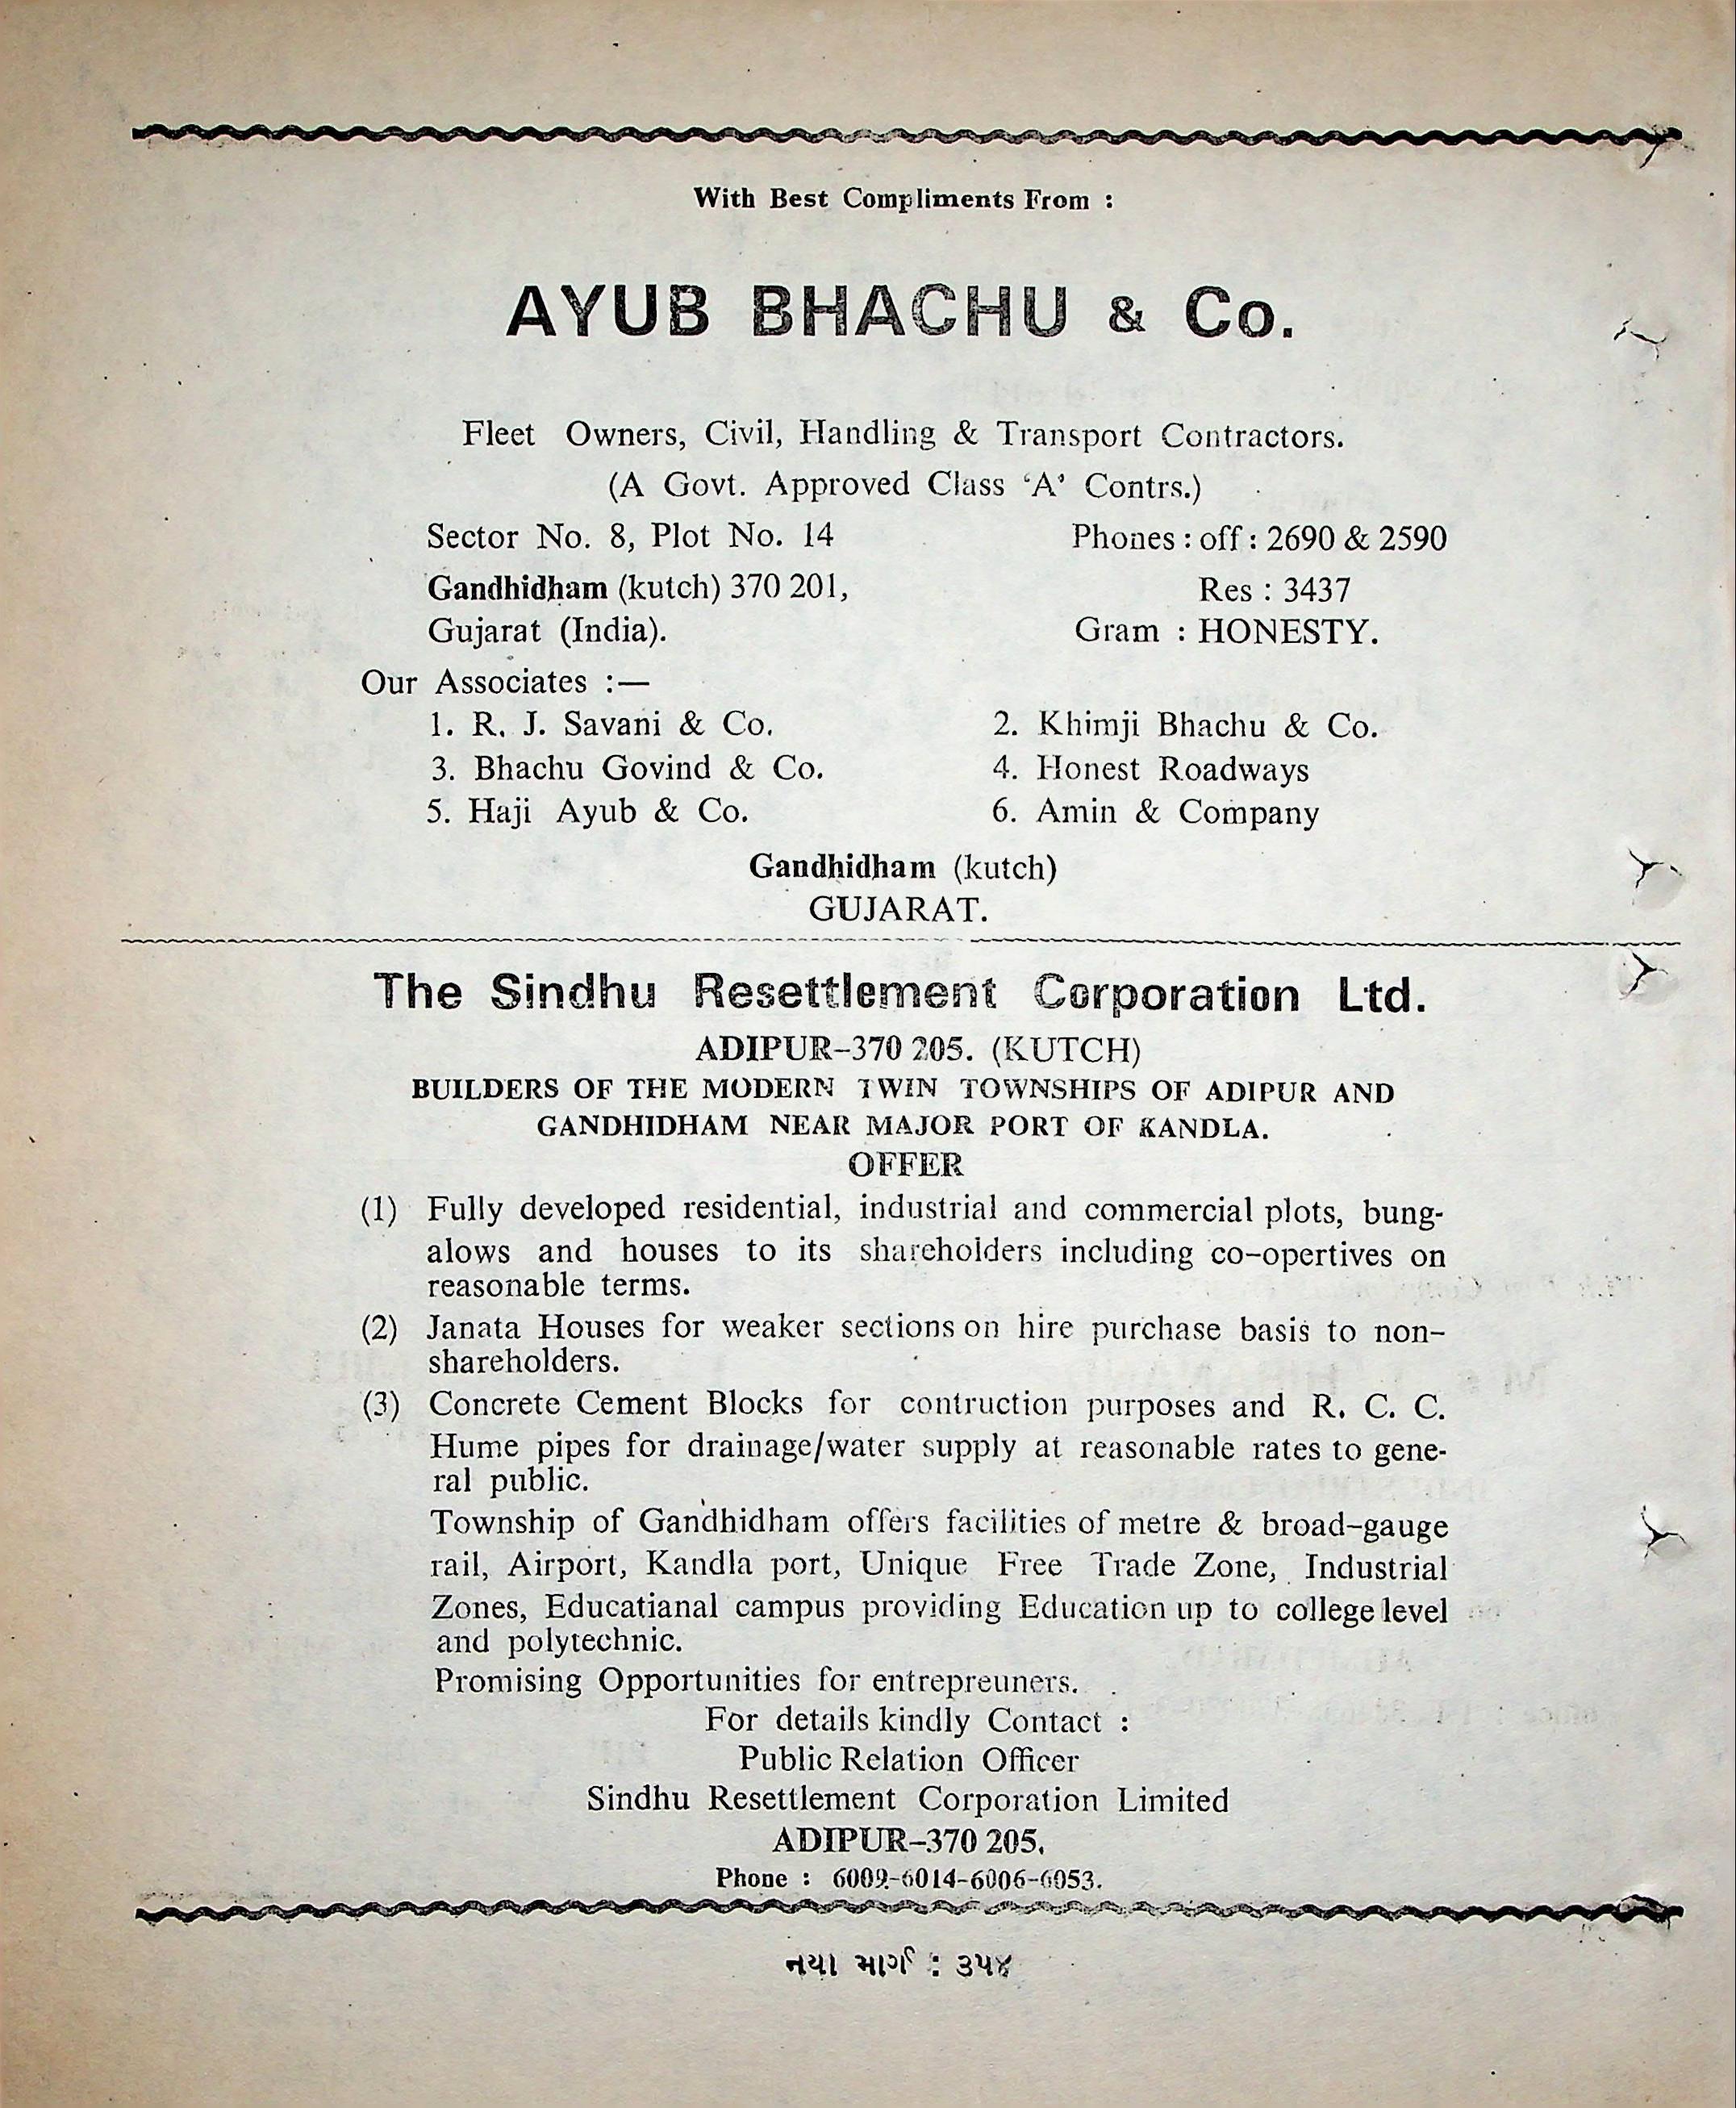 With Best Compliments From :
AYUB BHACHU & Co.
Fleet Owners, Civil, Handling & Transport Contractors.
(A Govt. Approved Class ‘A’ Contrs.)
Sector No. 8, Plot No. 14 Phones : off : 2690 & 2590
Gandhidham (kutch) 370 201, Res : 3437
Gujarat (India). Gram : HONESTY.
Our Associates :—
1. R. J. Savani & Co. 2. Khimji Bhachu & Co.
3. Bhachu Govind & Co. 4. Honest Roadways
5. Haji Ayub & Co. 6. Amin & Company
Gandhidham (kutch)
GUJARAT.
The Sindhu Resettlement Corporation Ltd.
ADIPUR-370 205. (KUTCH)
BUILDERS OF THE MODERN TWIN TOWNSHIPS OF ADIPUR AND
GANDHIDHAM NEAR MAJOR PORT OF KANDLA.
OFFER
(1) Fully developed residential, industrial and commercial plots, bung-
alows and houses to its shareholders including co-opertives on
reasonable terms.
(2) Janata Houses for weaker sections on hire purchase basis to non-
shareholders.
(3) Concrete Cement Blocks for contruction purposes and R. C. C.
Hume pipes for drainage/water supply at reasonable rates to gene-
ral public.
Township of Gandhidham offers facilities of metre & broad-gauge
rail, Airport, Kandla port, Unique Free Trade Zone, Industrial
Zones, Educatianal campus providing Education up to college level
and polytechnic.
Promising Opportunities for entrepreuners.
For details kindly Contact :
Public Relation Officer
Sindhu Resettlement Corporation Limited
ADIPUR-370 205.
Phone : 6009-6014-6006-6053.
નયા માર્ગ : ૩૫૪